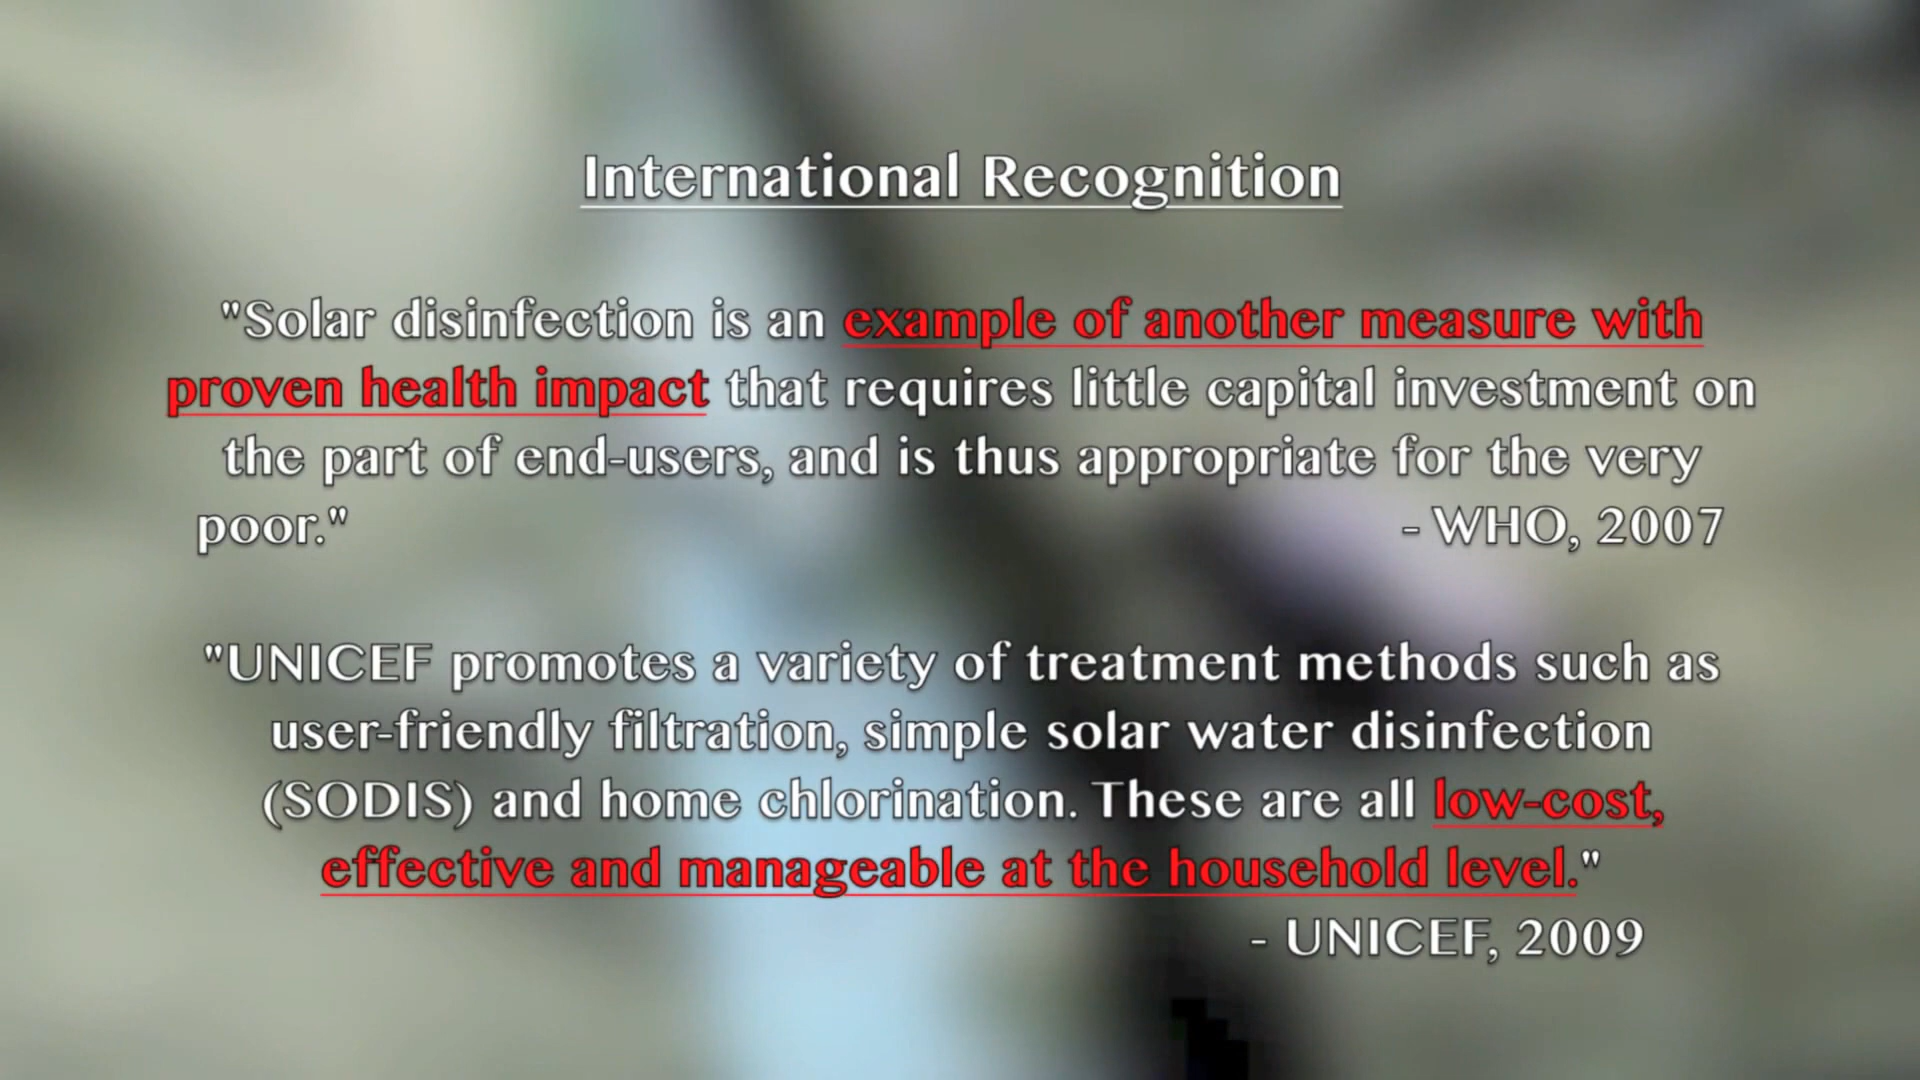 International Recognition
"Solar disinfection is an example of another measure with
proven health impact that requires little capital investment on
the part of end-users, and is thus appropriate for the very
poor." - WHO, 2007
"UNICEF promotes a variety of treatment methods such as
user-friendly filtration, simple solar water disinfection
(SODIS) and home chlorination. These are all low-cost,
effective and manageable at the household level."
- UNICEF, 2009